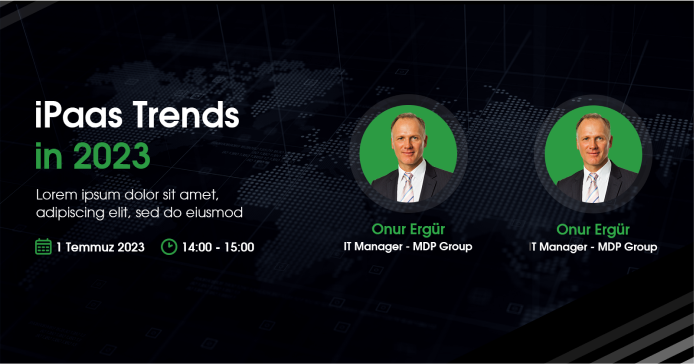 iPaas Trends
in 2023
Lorem ipsum dolor sit amet,
adipiscing elit, sed do eiusmod
1 Temmuz 2023
14:00 - 15:00
Onur Ergür
IT Manager - MDP Group
Onur Ergür
IT Manager - MDP Group